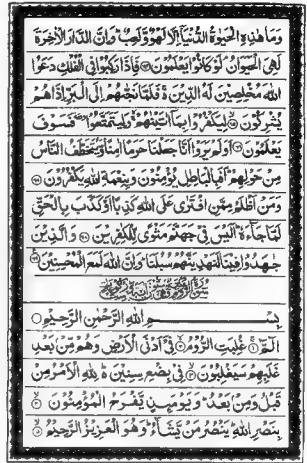 وَمَا هٰذِهِ الْحَيٰوةُ الدُّنْيَآ اِلَّا لَهْوٌ وَّلَعِبٌ ؕ وَاِنَّ الدَّارَ الْاٰخِرَةَ
لَهِيَ الْحَيَوَانُ ۘ لَوْ كَانُوْا يَعْلَمُوْنَ ۝ فَاِذَا رَكِبُوْا فِي الْفُلْكِ دَعَوُا
اللّٰهَ مُخْلِصِيْنَ لَهُ الدِّيْنَ ۚ فَلَمَّا نَجّٰىهُمْ اِلَى الْبَرِّ اِذَا هُمْ
يُشْرِكُوْنَ ۝ لِيَكْفُرُوْا بِمَآ اٰتَيْنٰهُمْ ۙ وَلِيَتَمَتَّعُوْا ۥ فَسَوْفَ
يَعْلَمُوْنَ ۝ اَوَلَمْ يَرَوْا اَنَّا جَعَلْنَا حَرَمًا اٰمِنًا وَّيُتَخَطَّفُ النَّاسُ
مِنْ حَوْلِهِمْ ؕ اَفَبِالْبَاطِلِ يُؤْمِنُوْنَ وَبِنِعْمَةِ اللّٰهِ يَكْفُرُوْنَ ۝
وَمَنْ اَظْلَمُ مِمَّنِ افْتَرٰى عَلَى اللّٰهِ كَذِبًا اَوْ كَذَّبَ بِالْحَقِّ
لَمَّا جَآءَهٗ ؕ اَلَيْسَ فِيْ جَهَنَّمَ مَثْوًى لِّلْكٰفِرِيْنَ ۝ وَالَّذِيْنَ
جَاهَدُوْا فِيْنَا لَنَهْدِيَنَّهُمْ سُبُلَنَا ؕ وَاِنَّ اللّٰهَ لَمَعَ الْمُحْسِنِيْنَ ۝
بِسْمِ اللّٰهِ الرَّحْمٰنِ الرَّحِيْمِ ۝
الٓمّٓ ۝ غُلِبَتِ الرُّوْمُ ۝ فِيْٓ اَدْنَى الْاَرْضِ وَهُمْ مِّنْۢ بَعْدِ
غَلَبِهِمْ سَيَغْلِبُوْنَ ۝ فِيْ بِضْعِ سِنِيْنَ ؕ لِلّٰهِ الْاَمْرُ مِنْ
قَبْلُ وَمِنْۢ بَعْدُ ؕ وَيَوْمَئِذٍ يَّفْرَحُ الْمُؤْمِنُوْنَ ۝
بِنَصْرِ اللّٰهِ ؕ يَنْصُرُ مَنْ يَّشَآءُ ؕ وَهُوَ الْعَزِيْزُ الرَّحِيْمُ ۝